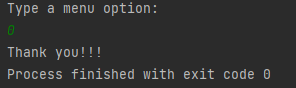 Type a menu option:
0
Thank you!!!
Process finished with exit code 0